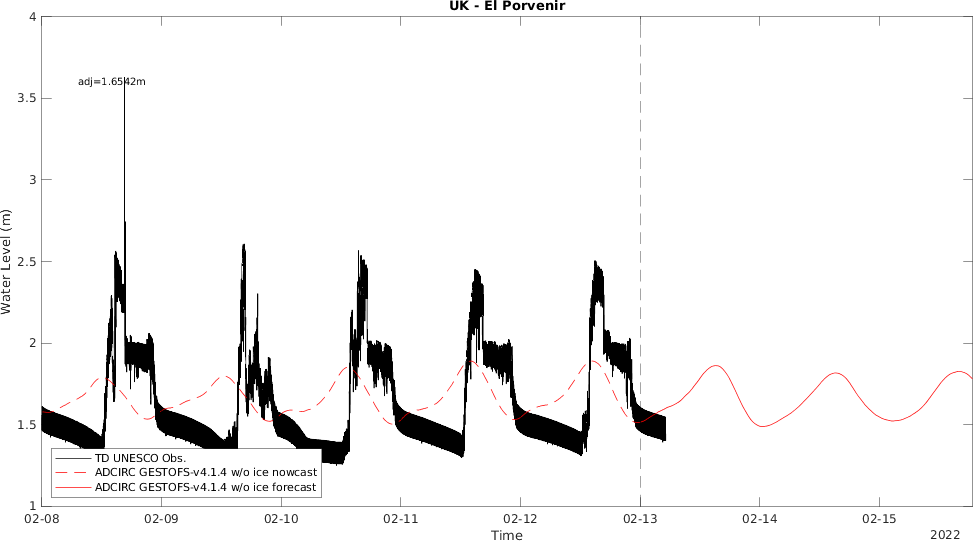 UK - El Porvenir
Water Level (m)
4
3.5
3
2.5
2
1.5
1
adj=1.6542m
TD UNESCO Obs.
ADCIRC GESTOFS-v4.1.4 w/o ice nowcast
ADCIRC GESTOFS-v4.1.4 w/o ice forecast
02-08 02-09 02-10 02-11 02-12 02-13 02-14 02-15
Time
2022